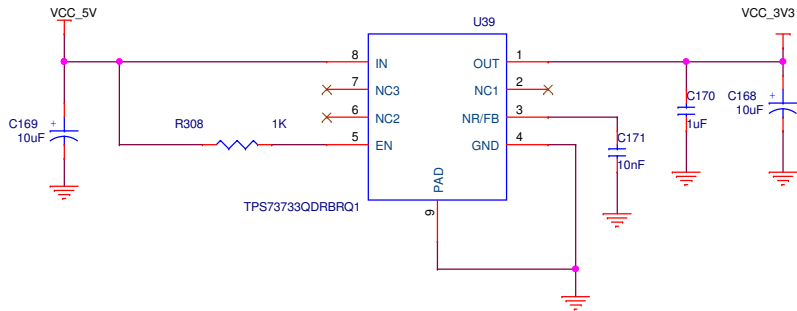 VCC_5V
VCC_3V3
U39
8
IN
OUT
1
7
NC3
NC1
2
C169
+
10uF
R308
1K
6
NC2
NR/FB
3
5
EN
GND
4
C170
1uF
C168
+
10uF
C171
10nF
PAD
9
TPS73733QDRBRQ1